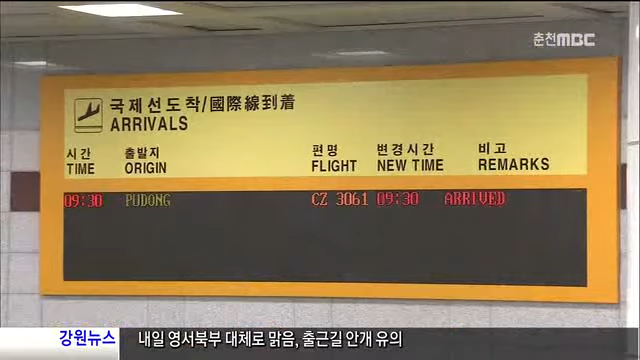 춘천MBC
국제선도착/國際線到着
ARRIVALS
시간 출발지 편명 변경시간 비고
TIME ORIGIN FLIGHT NEW TIME REMARKS
09:30 PUDONG CZ 3061 09:30 ARRIVED
강원뉴스 내일 영서북부 대체로 맑음, 출근길 안개 유의